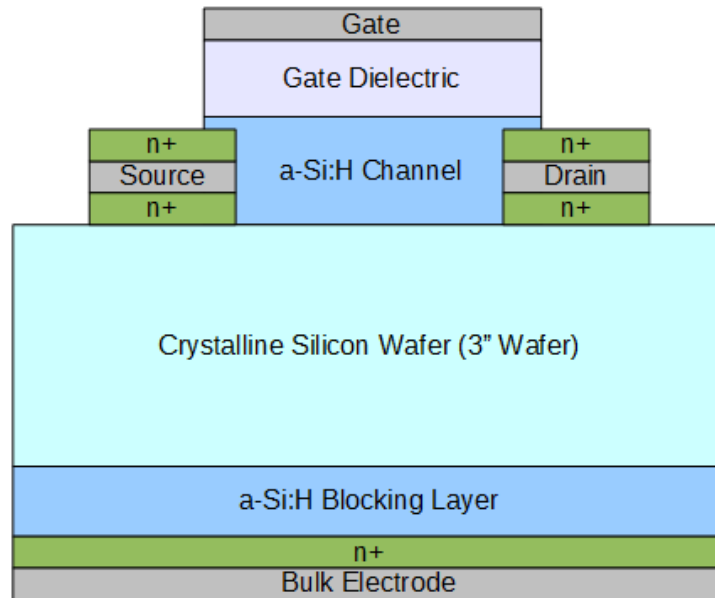 Gate
Gate Dielectric
n+
n+
Source
a-Si:H Channel
Drain
n+
n+
Crystalline Silicon Wafer (3” Wafer)
a-Si:H Blocking Layer
n+
Bulk Electrode